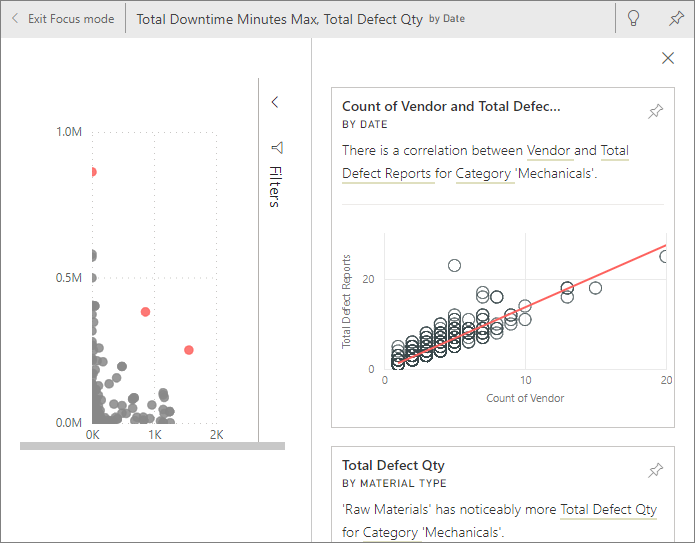 Exit Focus mode
Total Downtime Minutes Max, Total Defect Qty by Date
1.0M
0.5M
0.0M
0K 1K 2K
Filters
Count of Vendor and Total Defec...
BY DATE
There is a correlation between Vendor and Total
Defect Reports for Category 'Mechanicals'.
Total Defect Reports
20
0
0 10 20
Count of Vendor
Total Defect Qty
BY MATERIAL TYPE
'Raw Materials' has noticeably more Total Defect Qty
for Category 'Mechanicals'.